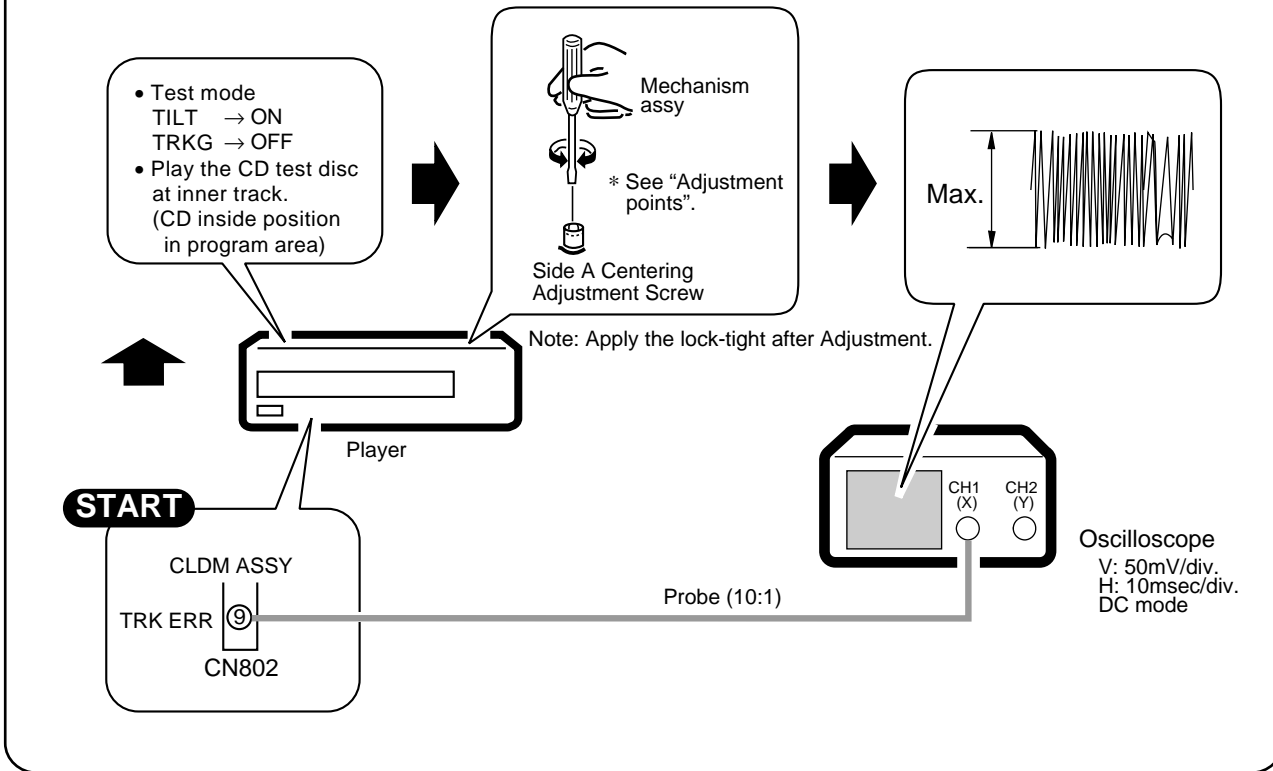 • Test mode
TILT → ON
TRKG → OFF
• Play the CD test disc
at inner track.
(CD inside position
in program area)
Mechanism
assy
* See “Adjustment
points”.
Side A Centering
Adjustment Screw
Max.
Note: Apply the lock-tight after Adjustment.
Player
START
CLDM ASSY
TRK ERR 9
CN802
Probe (10:1)
CH1
(X)
CH2
(Y)
Oscilloscope
V: 50mV/div.
H: 10msec/div.
DC mode